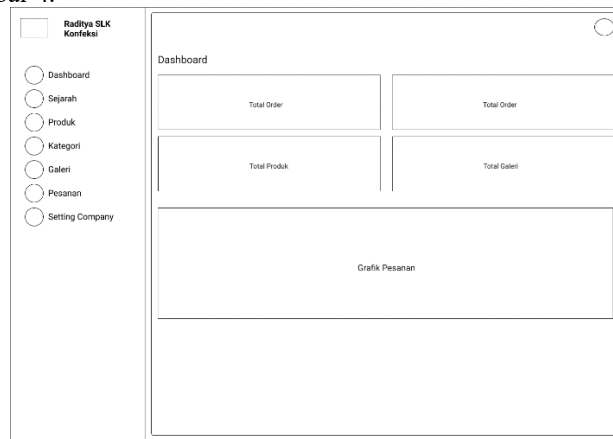 Raditya SLK
Konfeksi
Dashboard
Sejarah
Produk
Kategori
Galeri
Pesanan
Setting Company
Dashboard
Total Order
Total Order
Total Produk
Total Galeri
Grafik Pesanan